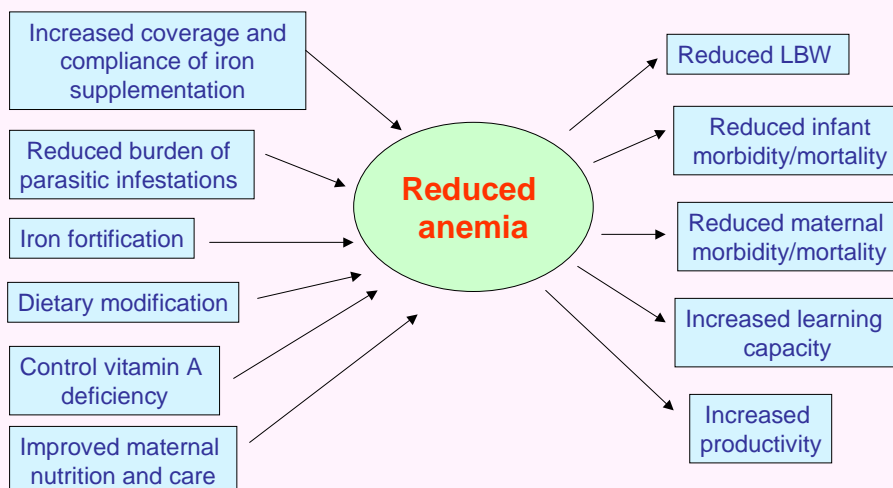 Increased coverage and
compliance of iron
supplementation
Reduced burden of
parasitic infestations
Iron fortification
Dietary modification
Control vitamin A
deficiency
Improved maternal
nutrition and care
Reduced
anemia
Reduced LBW
Reduced infant
morbidity/mortality
Reduced maternal
morbidity/mortality
Increased learning
capacity
Increased
productivity